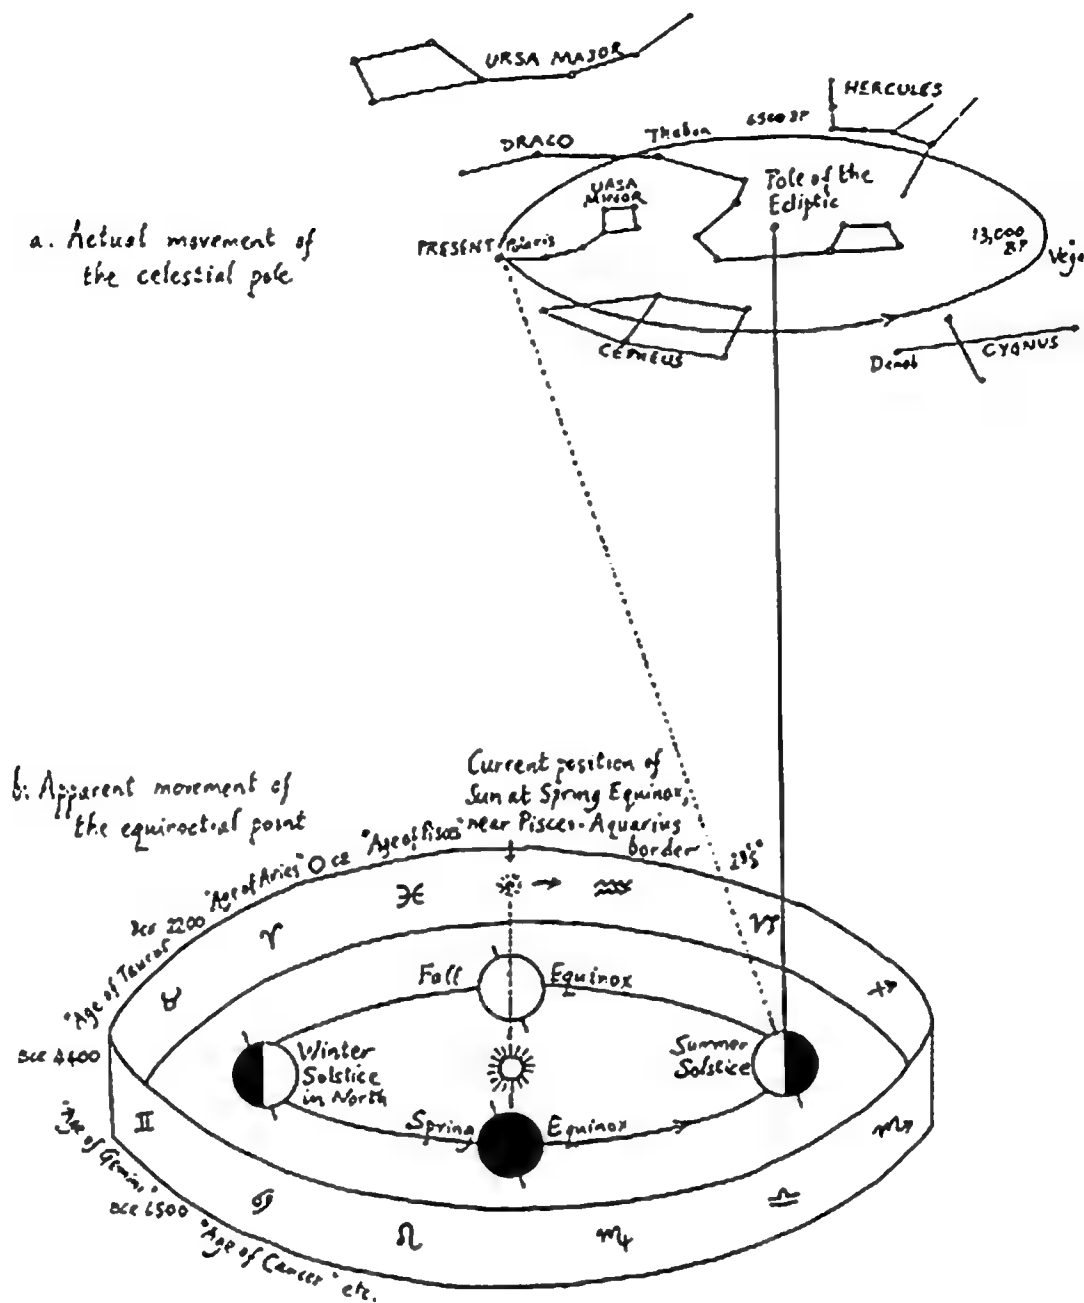 URSA MAJOR
HERCULES
6500 BP
Thuban
DRACO
URSA
MINOR
Pole of the
Ecliptic
a. Actual movement of
the celestial pole
PRESENT
Polaris
13,000
BP
Vega
CEPHEUS
Deneb
CYGNUS
b. Apparent movement of
the equinoctial point
Current position of
Sun at Spring Equinox,
near Pisces-Aquarius
border
"Age of Pisces"
0 CE
"Age of Aries"
BCE 2200
"Age of Taurus"
BCE 4400
of Gemini"
BCE 6500
"Age of Cancer" etc.
23½°
♈
♓
♒
♑
♐
♉
♊
♋
♌
♍
♎
♏
Fall Equinox
Winter
Solstice
in North
Summer
Solstice
Spring Equinox